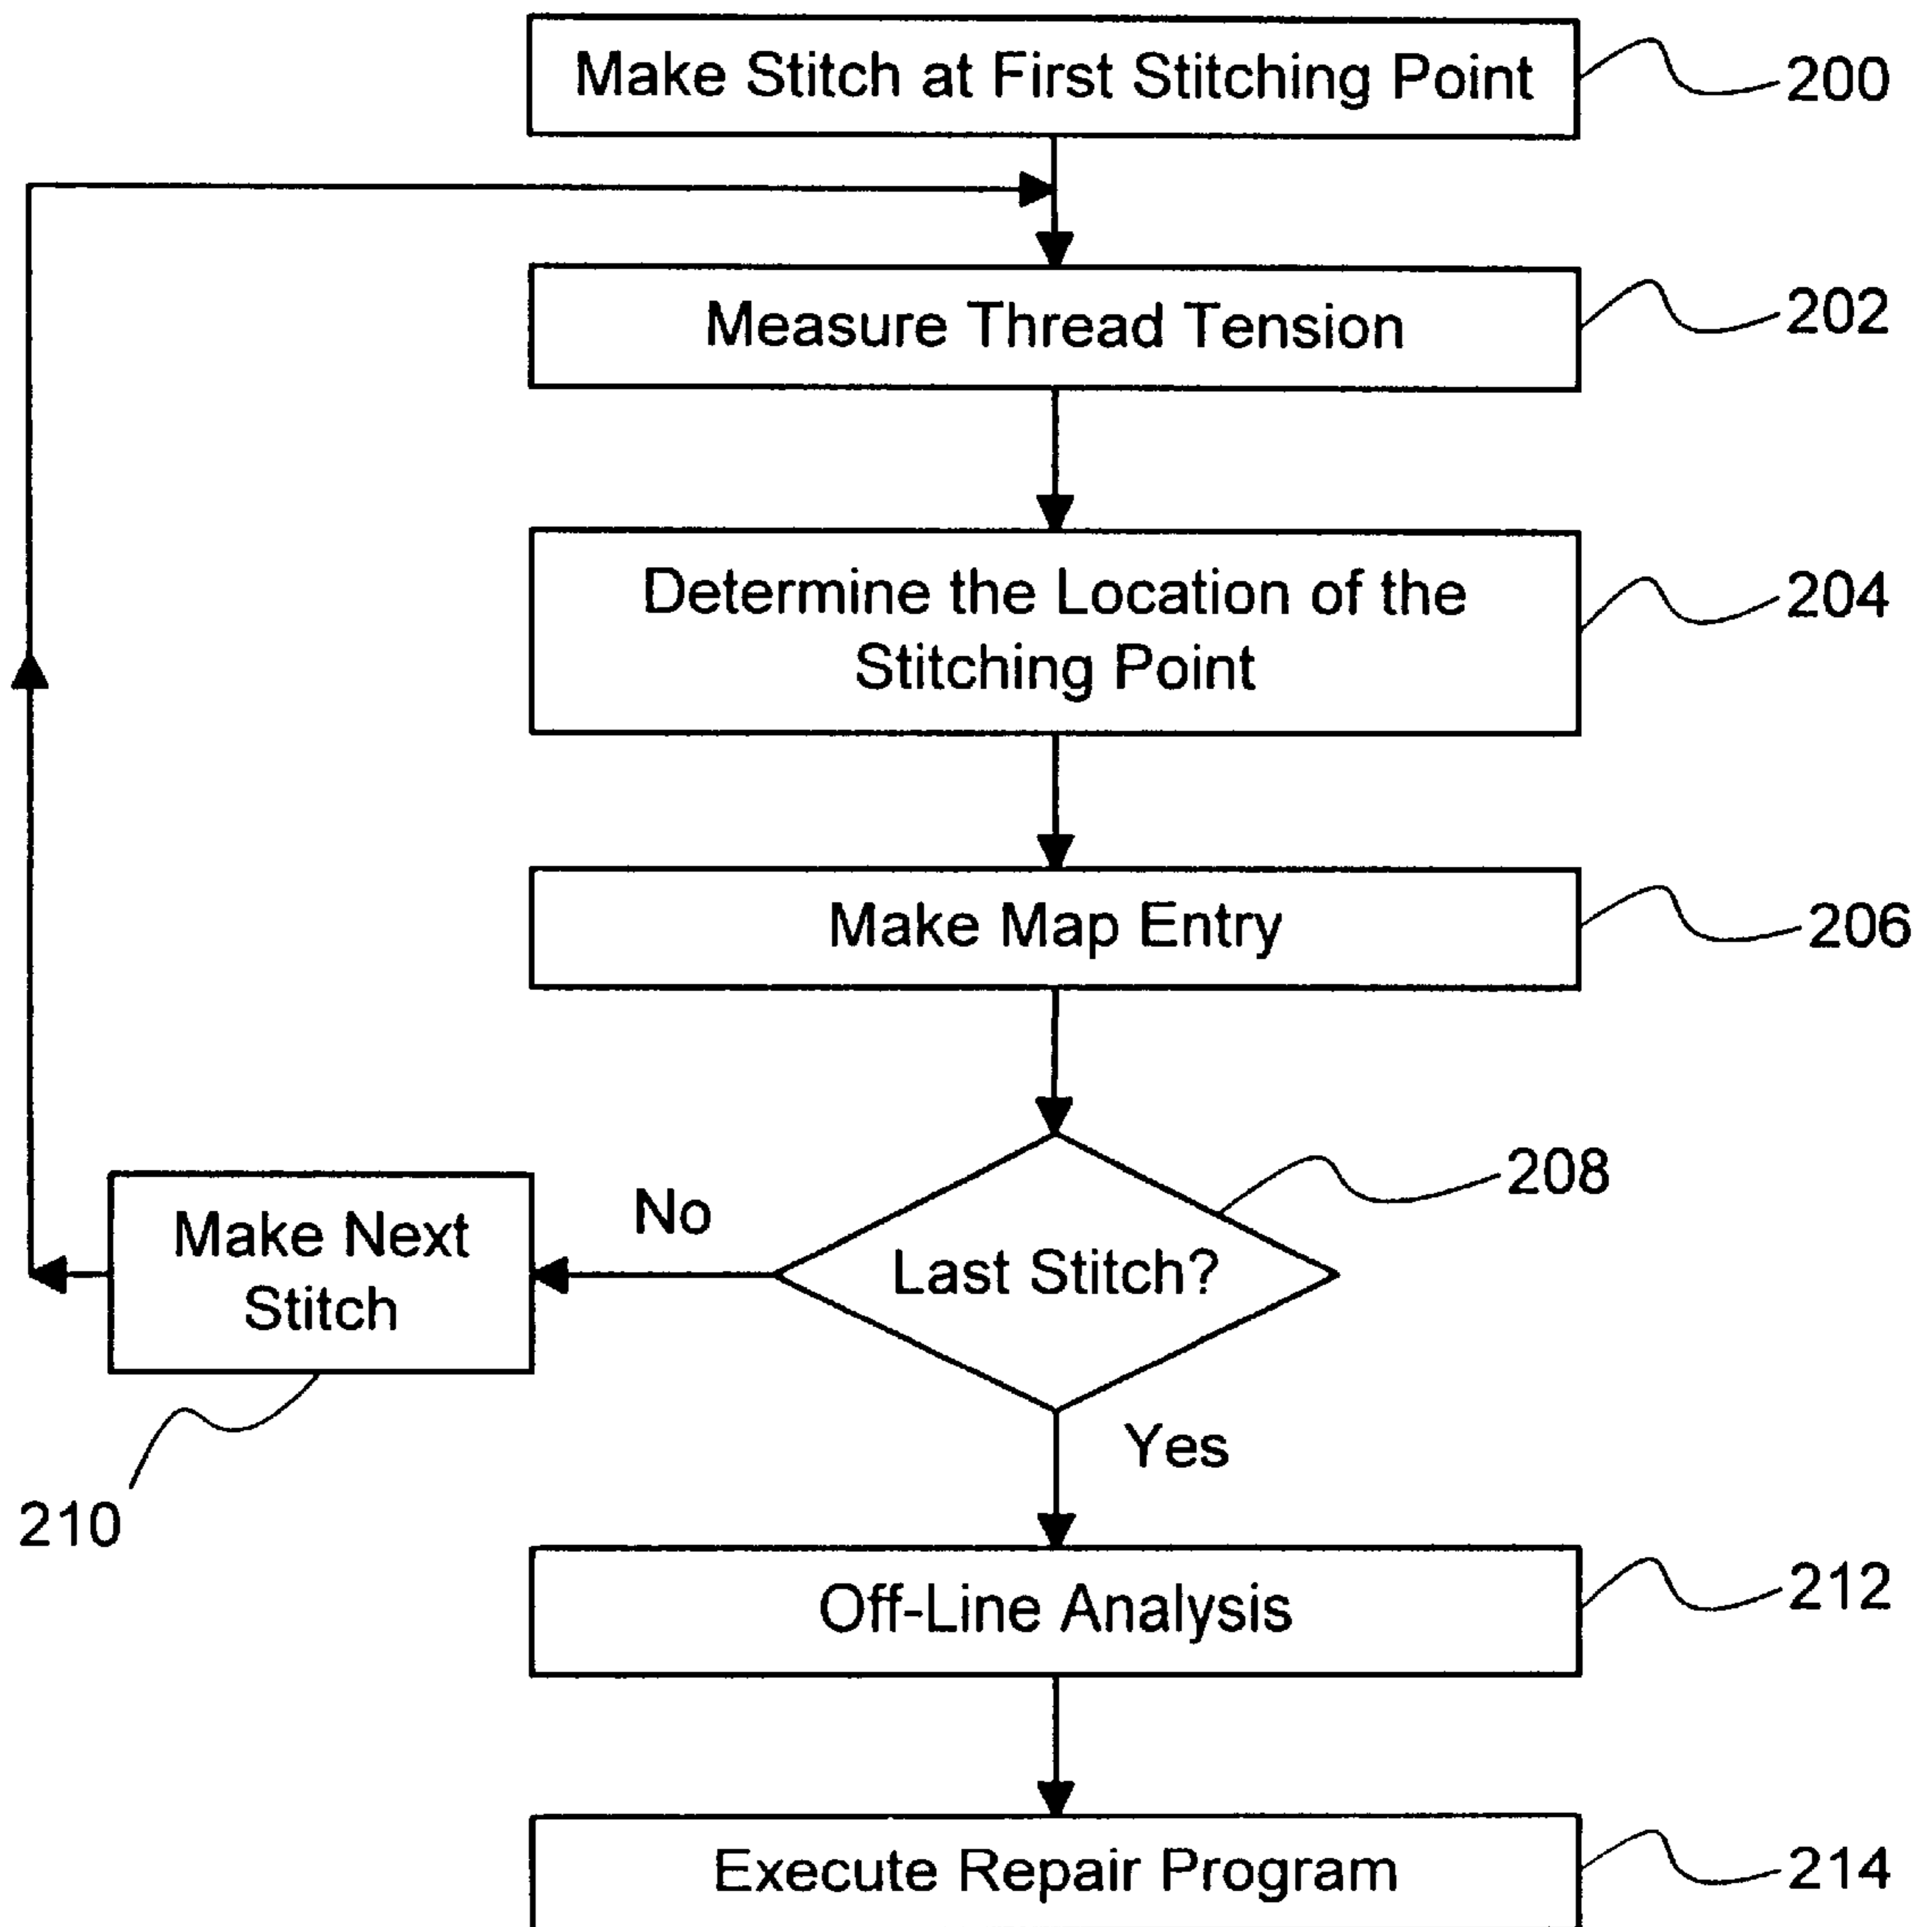 Make Stitch at First Stitching Point
200
Measure Thread Tension
202
Determine the Location of the
Stitching Point
204
Make Map Entry
206
Last Stitch?
208
No
Make Next
Stitch
210
Yes
Off-Line Analysis
212
Execute Repair Program
214